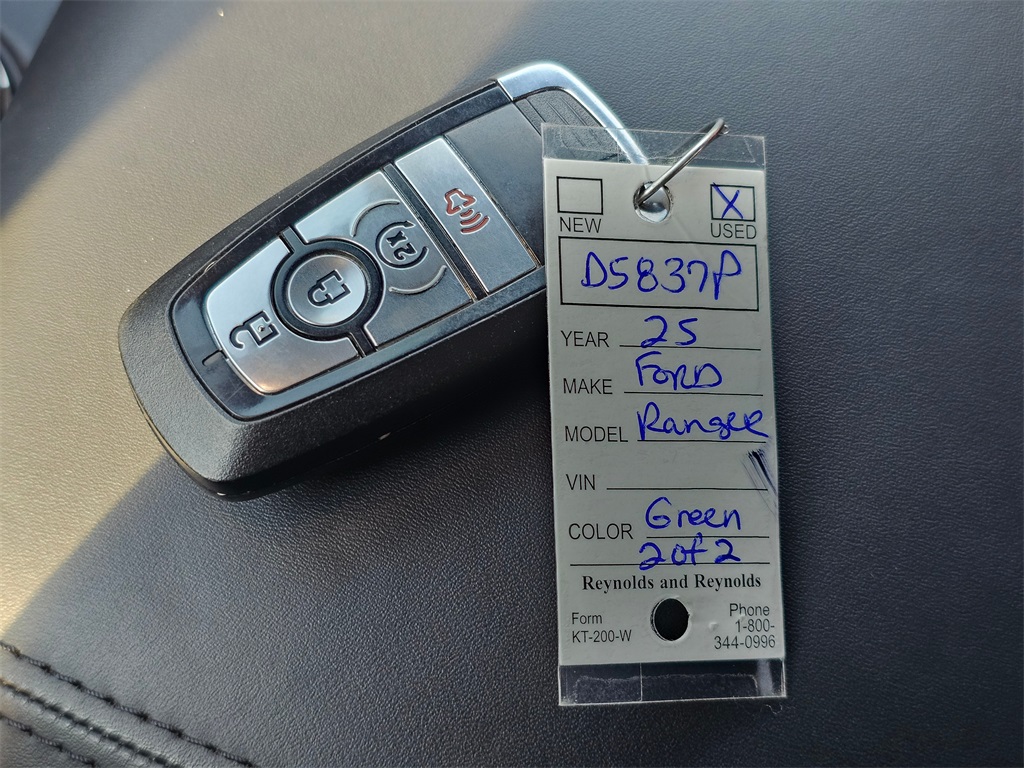 NEW X USED
D5837P
YEAR 25
MAKE FORD
MODEL Ranger
VIN
COLOR Green
2 of 2
Reynolds and Reynolds
Form
KT-200-W
Phone
1-800-
344-0996
x2